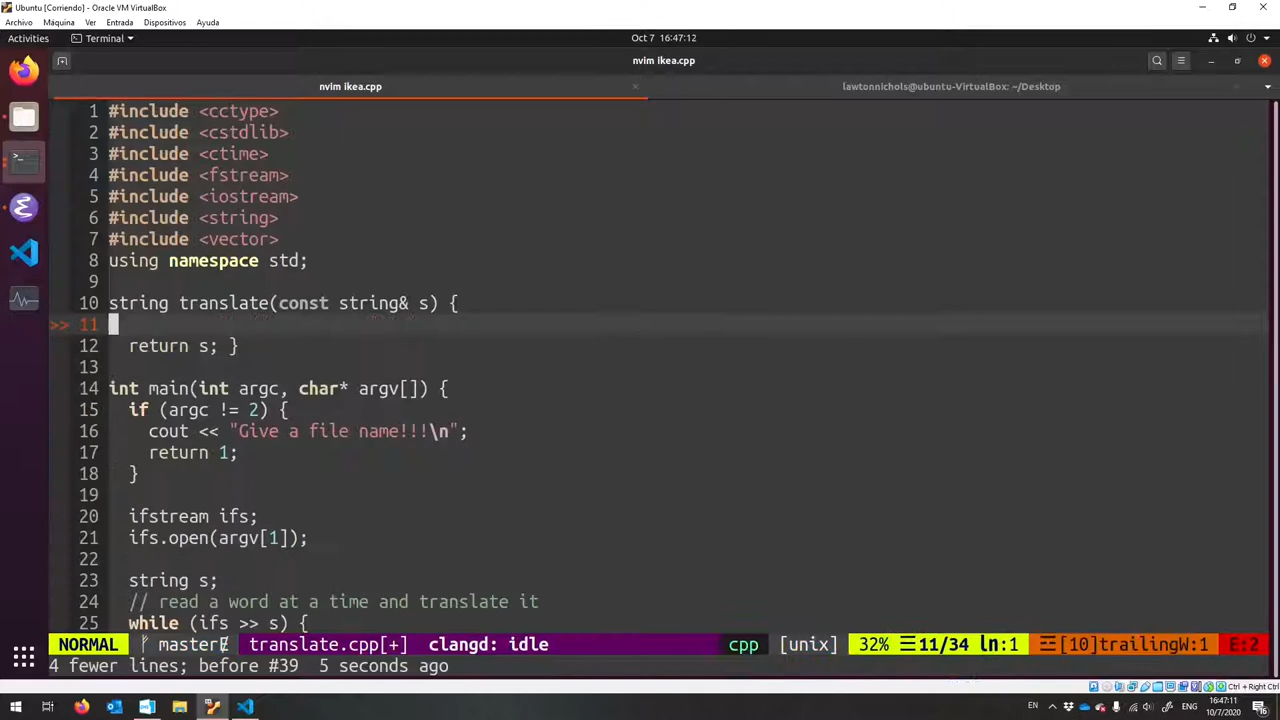 Ubuntu [Corriendo] - Oracle VM VirtualBox
Archivo Máquina Ver Entrada Dispositivos Ayuda
Activities Terminal Oct 7 16:47:12
nvim ikea.cpp
nvim ikea.cpp lawtonnichols@ubuntu-VirtualBox: ~/Desktop
1 #include <cctype>
2 #include <cstdlib>
3 #include <ctime>
4 #include <fstream>
5 #include <iostream>
6 #include <string>
7 #include <vector>
8 using namespace std;
9
10 string translate(const string& s) {
>> 11
12 return s; }
13
14 int main(int argc, char* argv[]) {
15 if (argc != 2) {
16 cout << "Give a file name!!!\n";
17 return 1;
18 }
19
20 ifstream ifs;
21 ifs.open(argv[1]);
22
23 string s;
24 // read a word at a time and translate it
25 while (ifs >> s) {
NORMAL master translate.cpp[+] clangd: idle cpp [unix] 32% ☰11/34 ln:1 ☲[10]trailingW:1 E:2
4 fewer lines; before #39 5 seconds ago
Ctrl + Right Ctrl
EN 16:47:11
10/7/2020 16